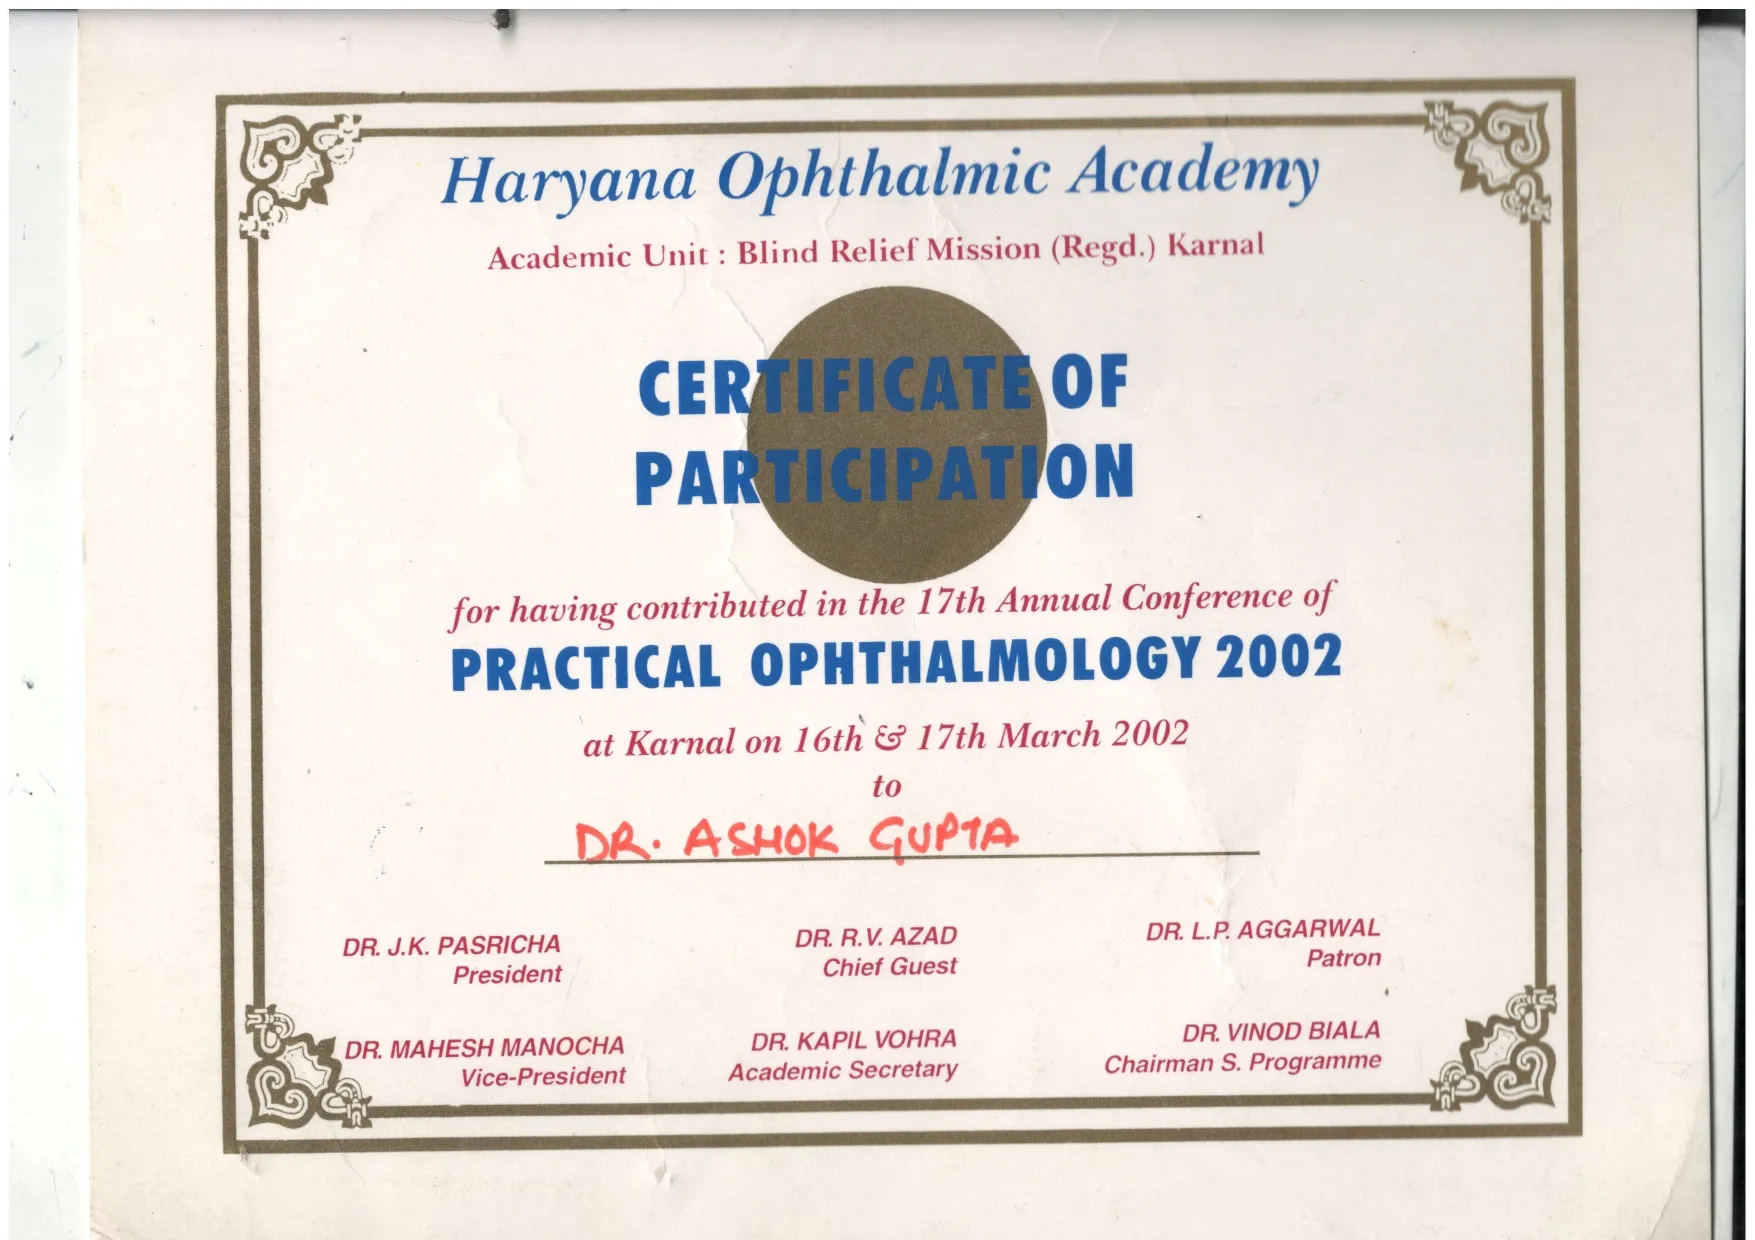 Haryana Ophthalmic Academy
Academic Unit : Blind Relief Mission (Regd.) Karnal
CERTIFICATE OF
PARTICIPATION
for having contributed in the 17th Annual Conference of
PRACTICAL OPHTHALMOLOGY 2002
at Karnal on 16th & 17th March 2002
to
DR. ASHOK GUPTA
DR. J.K. PASRICHA
President
DR. R.V. AZAD
Chief Guest
DR. L.P. AGGARWAL
Patron
DR. MAHESH MANOCHA
Vice-President
DR. KAPIL VOHRA
Academic Secretary
DR. VINOD BIALA
Chairman S. Programme